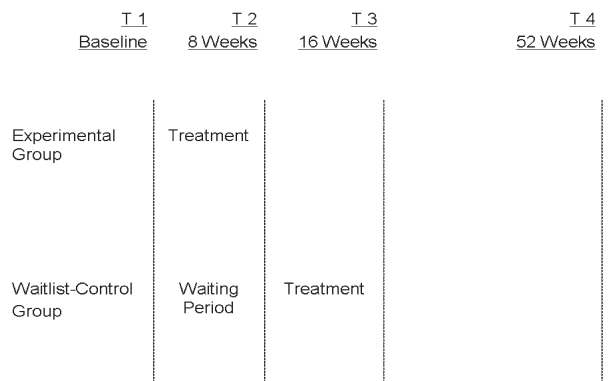 T 1 T 2 T 3 T 4
Baseline 8 Weeks 16 Weeks 52 Weeks
Experimental Treatment
Group
Waitlist-Control Waiting Treatment
Group Period